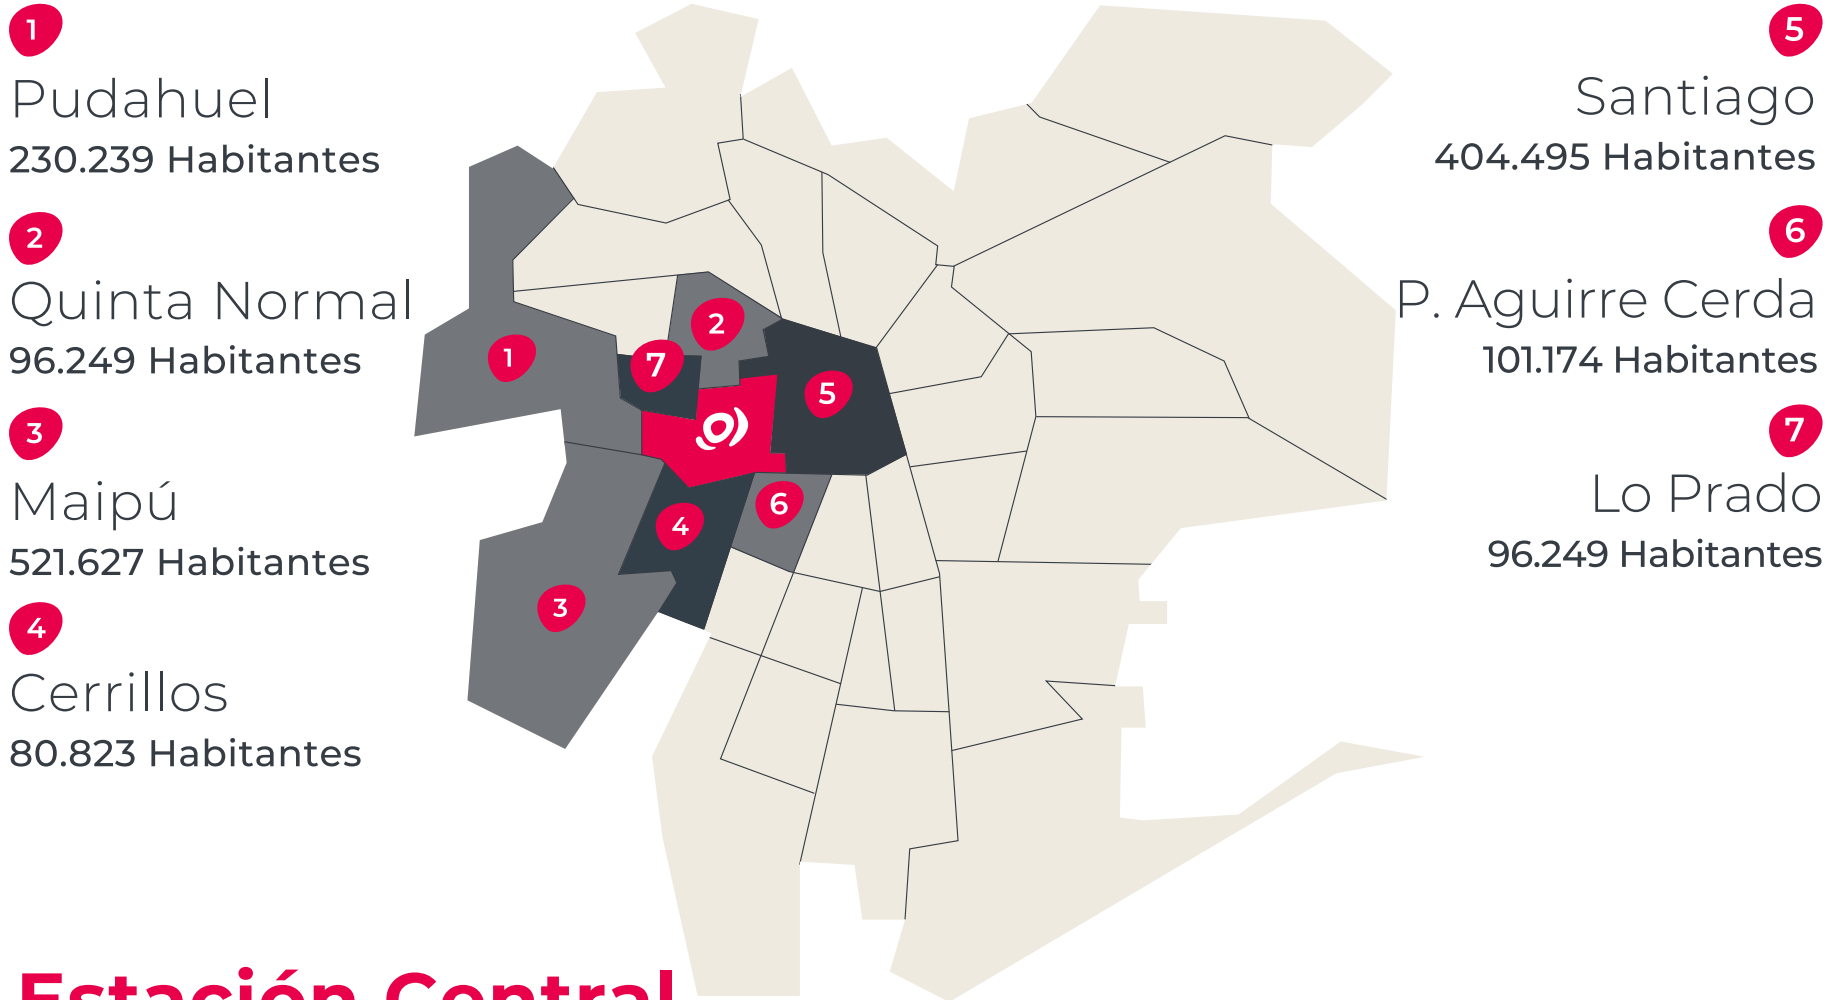 1
Pudahuel
230.239 Habitantes
2
Quinta Normal
96.249 Habitantes
3
Maipú
521.627 Habitantes
4
Cerrillos
80.823 Habitantes
5
Santiago
404.495 Habitantes
6
P. Aguirre Cerda
101.174 Habitantes
7
Lo Prado
96.249 Habitantes
2
1
7
5
6
4
3
Estación Central